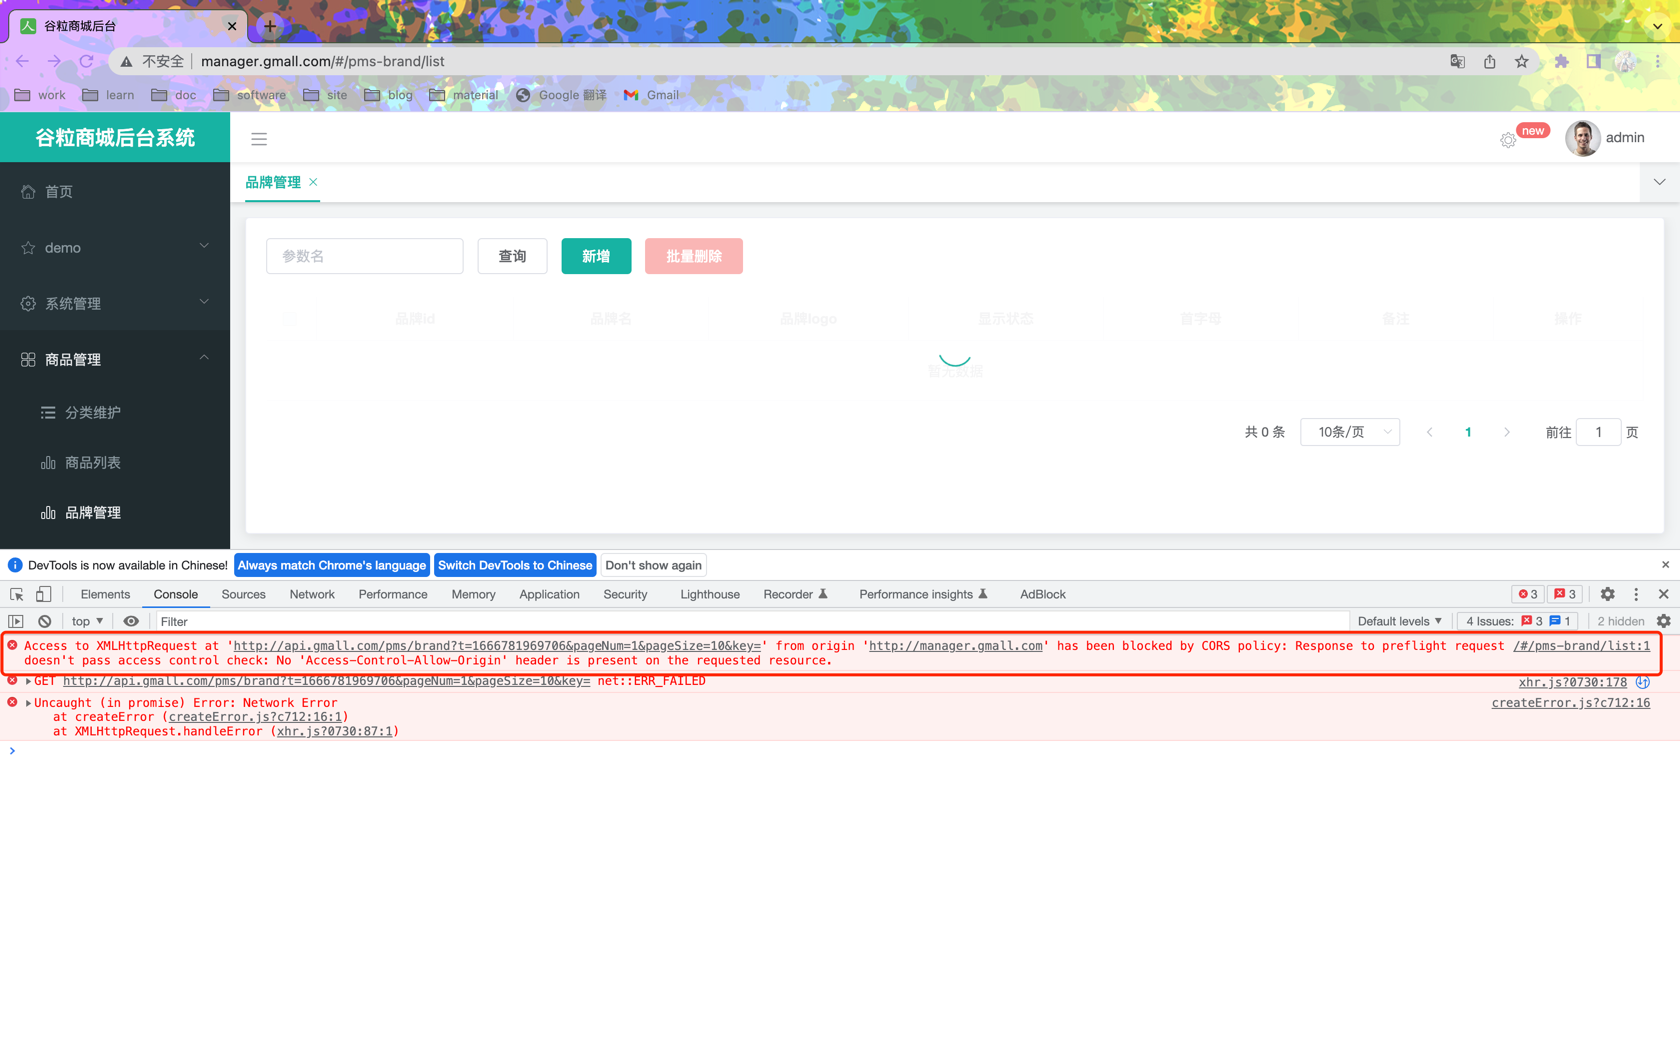 谷粒商城后台
不安全
manager.gmall.com/#/pms-brand/list
work learn doc software site blog material Google 翻译 Gmail
谷粒商城后台系统
new
admin
首页
品牌管理
demo
参数名 查询 新增 批量删除
系统管理
品牌id 品牌名 品牌logo 显示状态 首字母 备注 操作
商品管理
暂无数据
分类维护
共 0 条 10条/页 1 前往 1 页
商品列表
品牌管理
DevTools is now available in Chinese! Always match Chrome's language Switch DevTools to Chinese Don't show again
Elements Console Sources Network Performance Memory Application Security Lighthouse Recorder Performance insights AdBlock 3 3
top ▼ Filter Default levels ▼ 4 Issues: 3 1 2 hidden
Access to XMLHttpRequest at 'http://api.gmall.com/pms/brand?t=1666781969706&pageNum=1&pageSize=10&key=' from origin 'http://manager.gmall.com' has been blocked by CORS policy: Response to preflight request /#/pms-brand/list:1
doesn't pass access control check: No 'Access-Control-Allow-Origin' header is present on the requested resource.
GET http://api.gmall.com/pms/brand?t=1666781969706&pageNum=1&pageSize=10&key= net::ERR_FAILED xhr.js?0730:178
Uncaught (in promise) Error: Network Error createError.js?c712:16
at createError (createError.js?c712:16:1)
at XMLHttpRequest.handleError (xhr.js?0730:87:1)